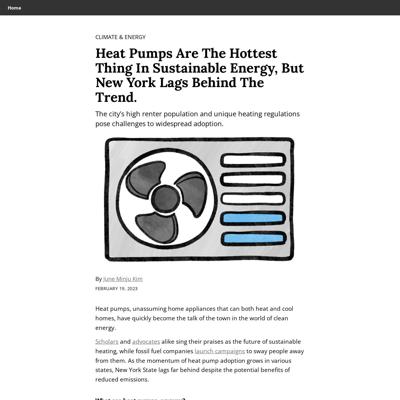 Home
CLIMATE & ENERGY
Heat Pumps Are The Hottest
Thing In Sustainable Energy, But
New York Lags Behind The
Trend.
The city's high renter population and unique heating regulations
pose challenges to widespread adoption.
By June Minju Kim
FEBRUARY 19, 2023
Heat pumps, unassuming home appliances that can both heat and cool
homes, have quickly become the talk of the town in the world of clean
energy.
Scholars and advocates alike sing their praises as the future of sustainable
heating, while fossil fuel companies launch campaigns to sway people away
from them. As the momentum of heat pump adoption grows in various
states, New York State lags far behind despite the potential benefits of
reduced emissions.